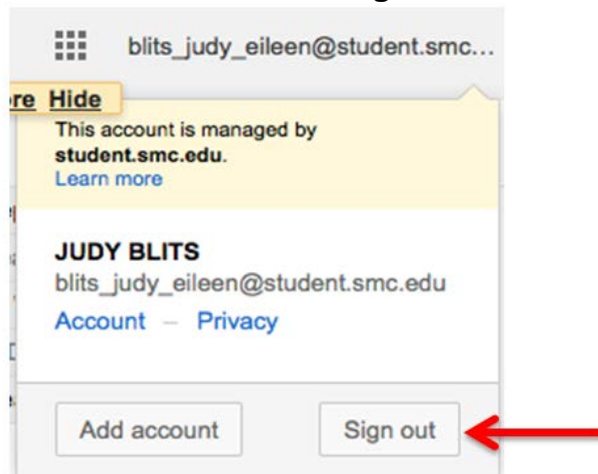 blits_judy_eileen@student.smc...
re Hide
This account is managed by
student.smc.edu.
Learn more
JUDY BLITS
blits_judy_eileen@student.smc.edu
Account – Privacy
Add account Sign out